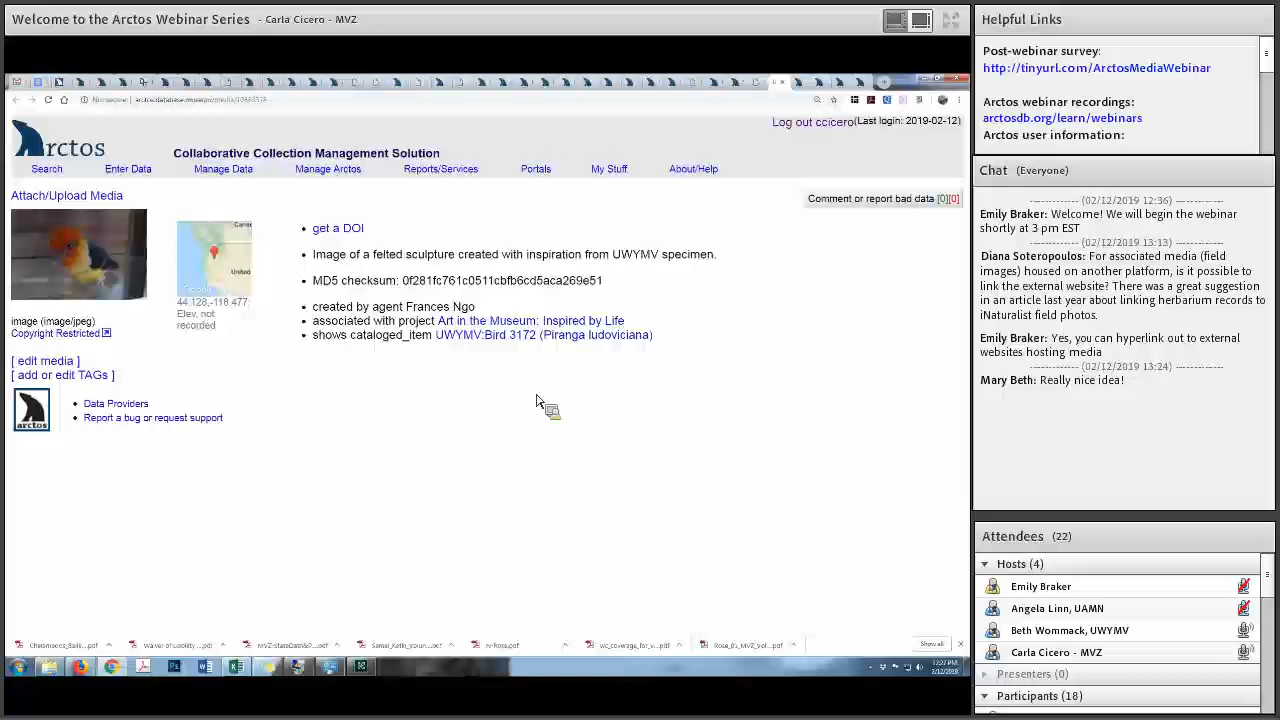 Welcome to the Arctos Webinar Series - Carla Cicero - MVZ
Log out ccicero(Last login: 2019-02-12)
Arctos
Collaborative Collection Management Solution
Search Enter Data Manage Data Manage Arctos Reports/Services Portals My Stuff About/Help
Attach/Upload Media
Comment or report bad data [0][0]
get a DOI
Image of a felted sculpture created with inspiration from UWYMV specimen.
MD5 checksum: 0f281fc761c0511cbfb6cd5aca269e51
created by agent Frances Ngo
associated with project Art in the Museum: Inspired by Life
shows cataloged_item UWYMV:Bird 3172 (Piranga ludoviciana)
United
44.128,-118.477
Elev, not
recorded
image (image/jpeg)
Copyright Restricted
[ edit media ]
[ add or edit TAGs ]
arctos
Data Providers
Report a bug or request support
Show all
12:27 PM
2/12/2019
Helpful Links
Post-webinar survey:
http://tinyurl.com/ArctosMediaWebinar
Arctos webinar recordings:
arctosdb.org/learn/webinars
Arctos user information:
Chat (Everyone)
(02/12/2019 12:36)
Emily Braker: Welcome! We will begin the webinar
shortly at 3 pm EST
(02/12/2019 13:13)
Diana Soteropoulos: For associated media (field
images) housed on another platform, is it possible to
link the external website? There was a great suggestion
in an article last year about linking herbarium records to
iNaturalist field photos.
Emily Braker: Yes, you can hyperlink out to external
websites hosting media
(02/12/2019 13:24)
Mary Beth: Really nice idea!
Attendees (22)
Hosts (4)
Emily Braker
Angela Linn, UAMN
Beth Wommack, UWYMV
Carla Cicero - MVZ
Presenters (0)
Participants (18)